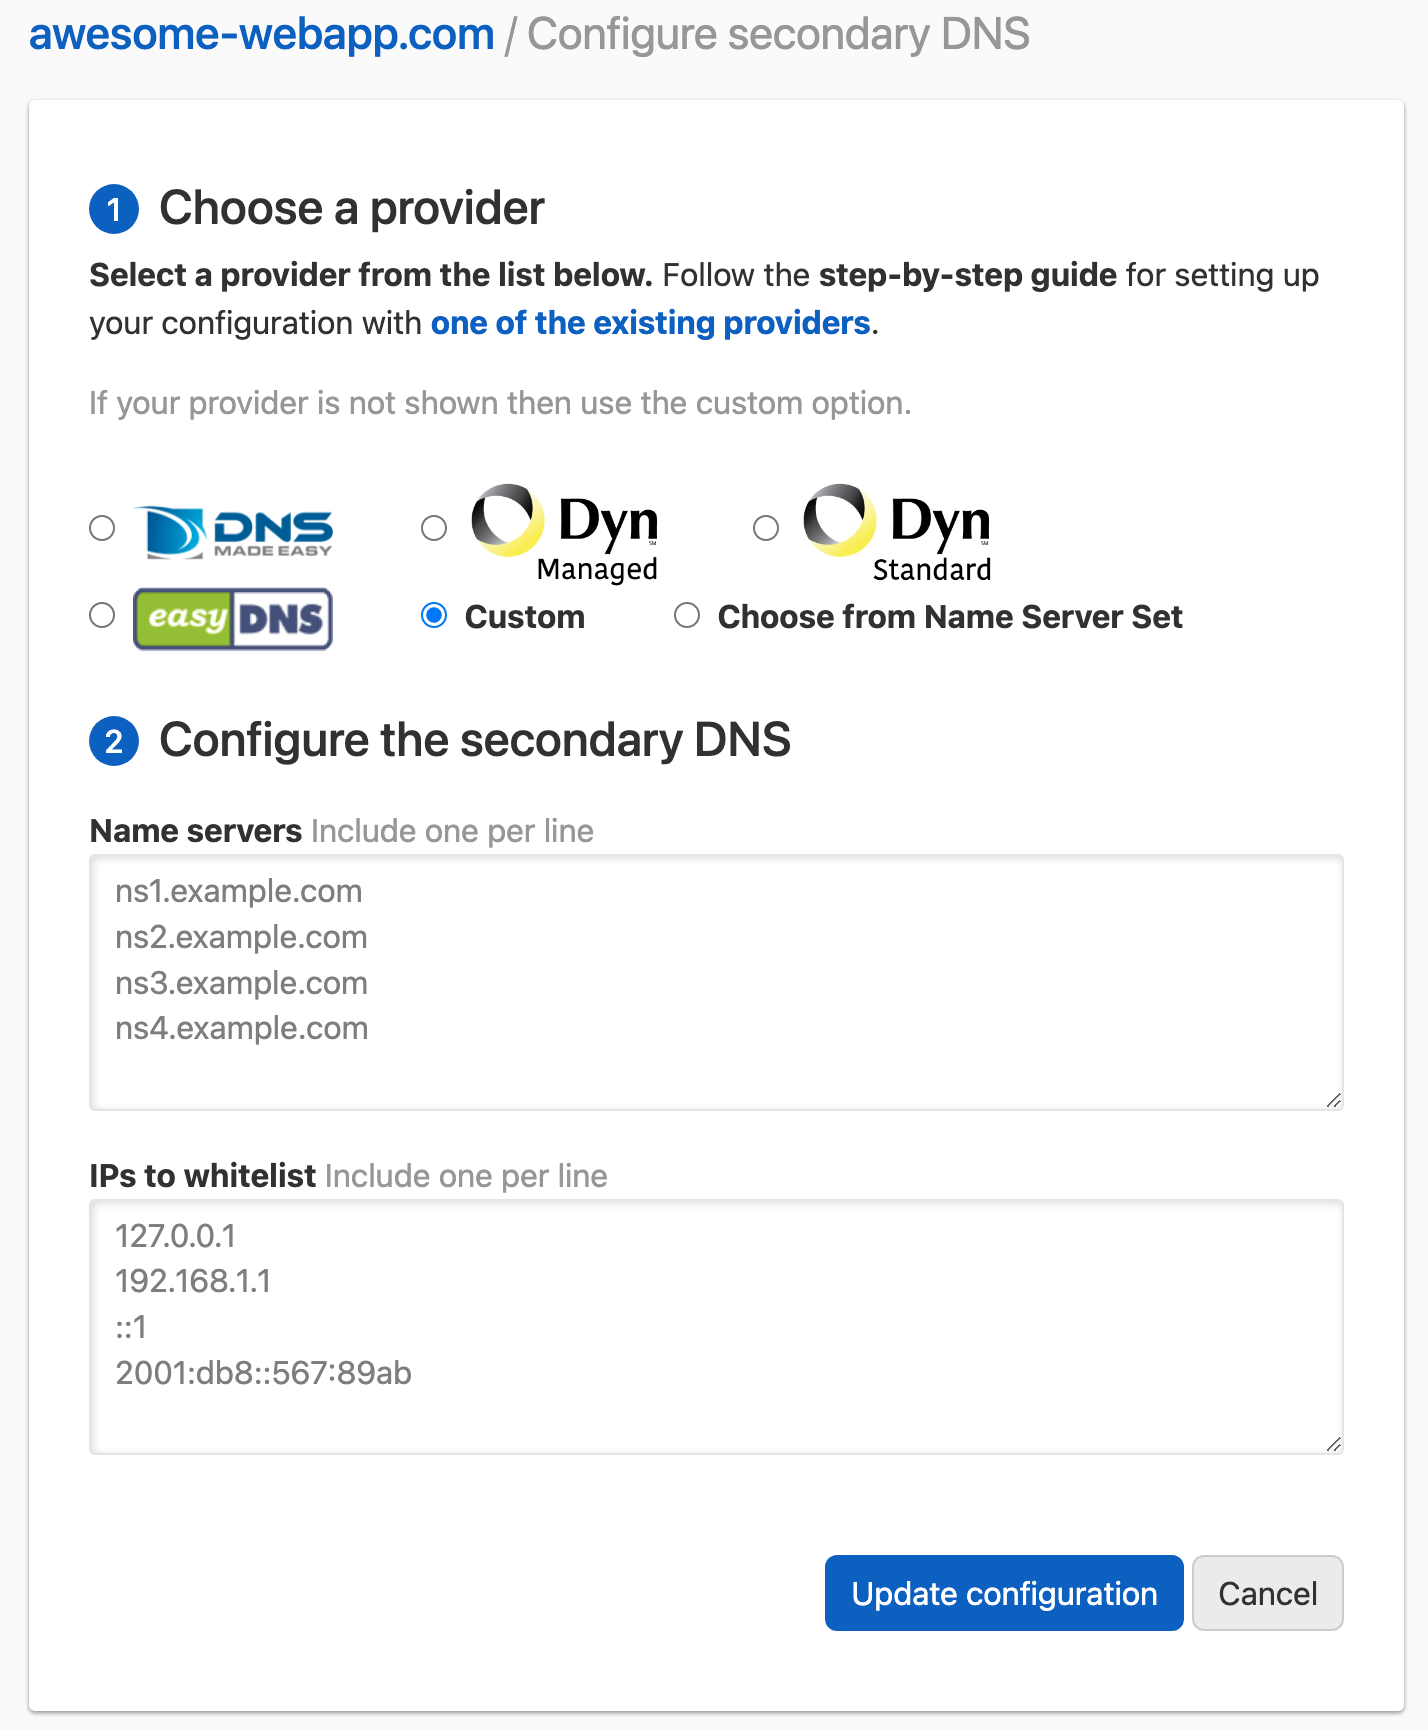 awesome-webapp.com / Configure secondary DNS
1 Choose a provider
Select a provider from the list below. Follow the step-by-step guide for setting up
your configuration with one of the existing providers.
If your provider is not shown then use the custom option.
DNS MADE EASY
Dyn Managed
Dyn Standard
easyDNS
Custom
Choose from Name Server Set
2 Configure the secondary DNS
Name servers Include one per line
ns1.example.com
ns2.example.com
ns3.example.com
ns4.example.com
IPs to whitelist Include one per line
127.0.0.1
192.168.1.1
::1
2001:db8::567:89ab
Update configuration
Cancel